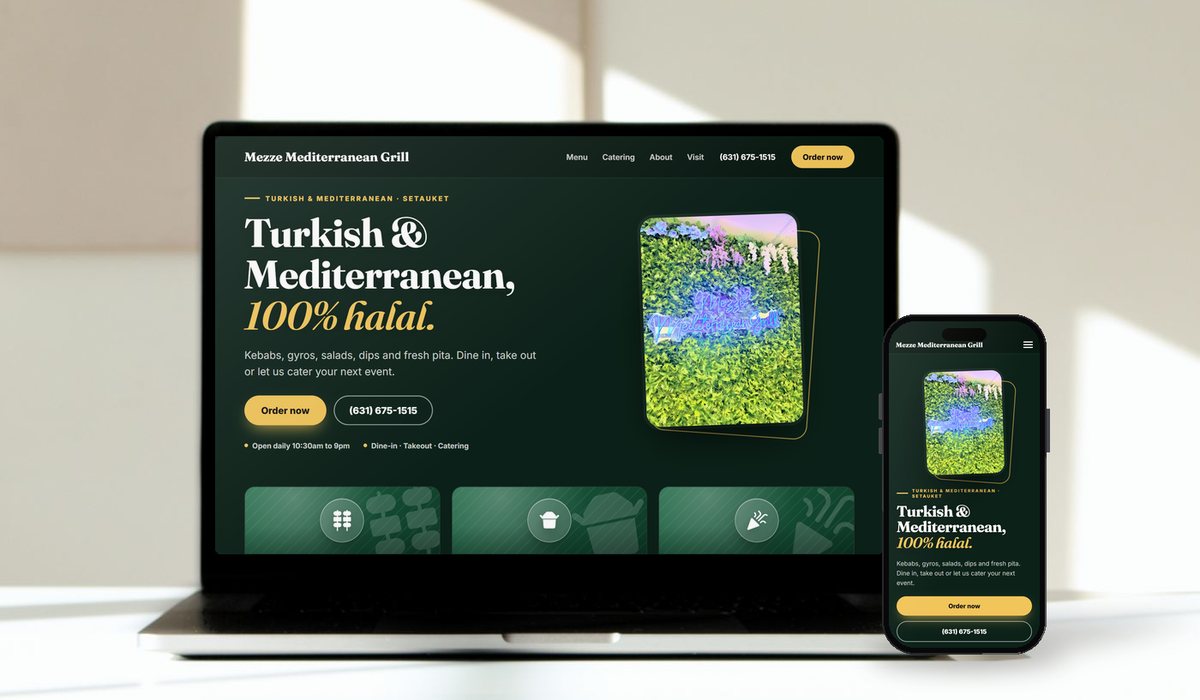 Mezze Mediterranean Grill
Menu Catering About Visit (631) 675-1515 Order now
TURKISH & MEDITERRANEAN · SETAUKET
Turkish &
Mediterranean,
100% halal.
Kebabs, gyros, salads, dips and fresh pita. Dine in, take out
or let us cater your next event.
Order now (631) 675-1515
Open daily 10:30am to 9pm Dine-in · Takeout · Catering
Mezze Mediterranean Grill
TURKISH & MEDITERRANEAN ·
SETAUKET
Turkish &
Mediterranean,
100% halal.
Kebabs, gyros, salads, dips and fresh pita.
Dine in, take out or let us cater your next
event.
Order now
(631) 675-1515